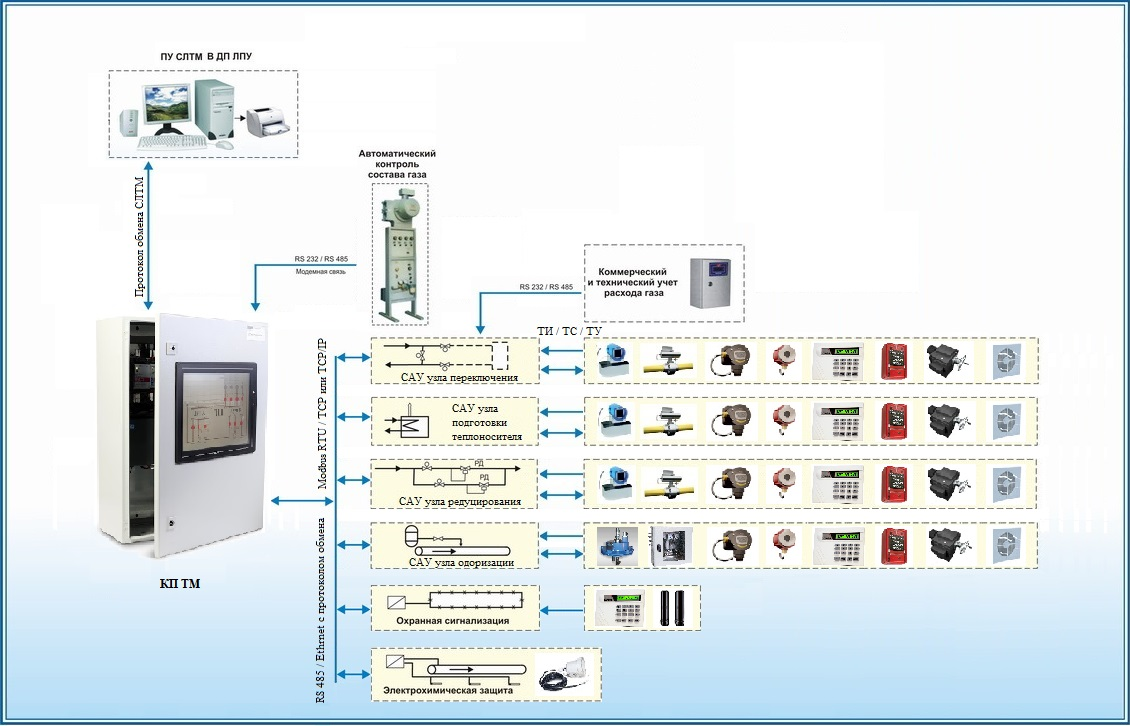 ПУ СЛТМ В ДП ЛПУ
Протокол обмена СЛТМ
Автоматический
контроль
состава газа
RS 232 / RS 485
Модемная связь
Коммерческий
и технический учет
расхода газа
RS 232 / RS 485
ТИ / ТС / ТУ
КП ТМ
RS 485 / Ethrnet с протоколом обмена Modbus RTU / TCP или TCP/IP
САУ узла переключения
САУ узла
подготовки
теплоносителя
РД
РД
САУ узла редуцирования
САУ узла одоризации
Охранная сигнализация
Электрохимическая защита